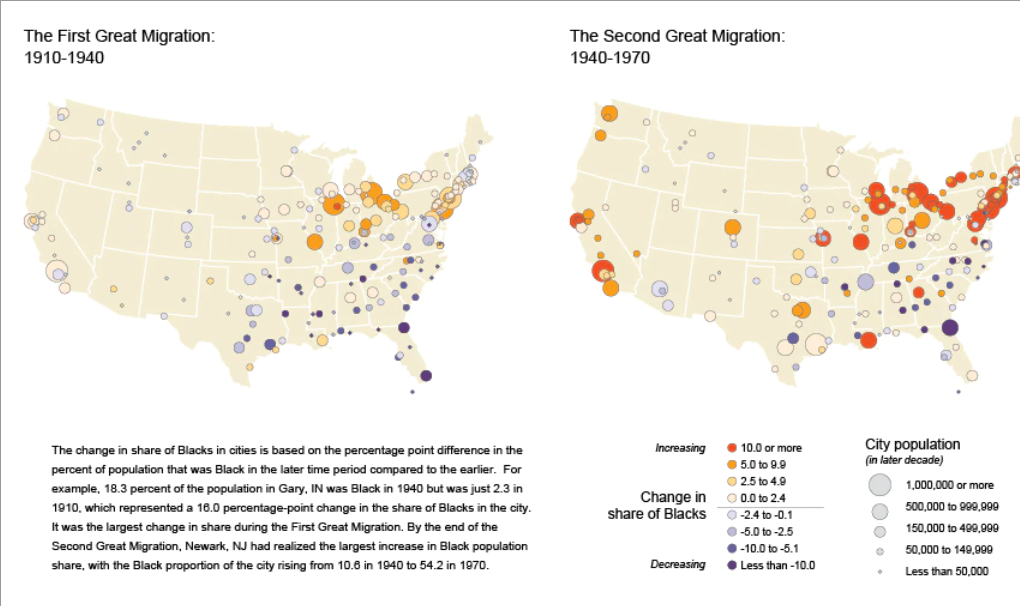 The First Great Migration:
1910-1940
The Second Great Migration:
1940-1970
The change in share of Blacks in cities is based on the percentage point difference in the
percent of population that was Black in the later time period compared to the earlier. For
example, 18.3 percent of the population in Gary, IN was Black in 1940 but was just 2.3 in
1910, which represented a 16.0 percentage-point change in the share of Blacks in the city.
It was the largest change in share during the First Great Migration. By the end of the
Second Great Migration, Newark, NJ had realized the largest increase in Black population
share, with the Black proportion of the city rising from 10.6 in 1940 to 54.2 in 1970.
Change in
share of Blacks
Increasing
10.0 or more
5.0 to 9.9
2.5 to 4.9
0.0 to 2.4
-2.4 to -0.1
-5.0 to -2.5
-10.0 to -5.1
Decreasing
Less than -10.0
City population
(in later decade)
1,000,000 or more
500,000 to 999,999
150,000 to 499,999
50,000 to 149,999
Less than 50,000